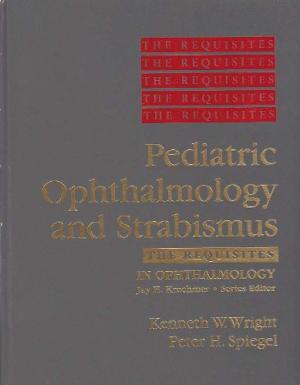 THE REQUISITES
THE REQUISITES
THE REQUISITES
THE REQUISITES
THE REQUISITES
Pediatric
Ophthalmology
and Strabismus
THE REQUISITES
IN OPHTHALMOLOGY
Jay H. Krachmer • Series Editor
Kenneth W. Wright
Peter H. Spiegel